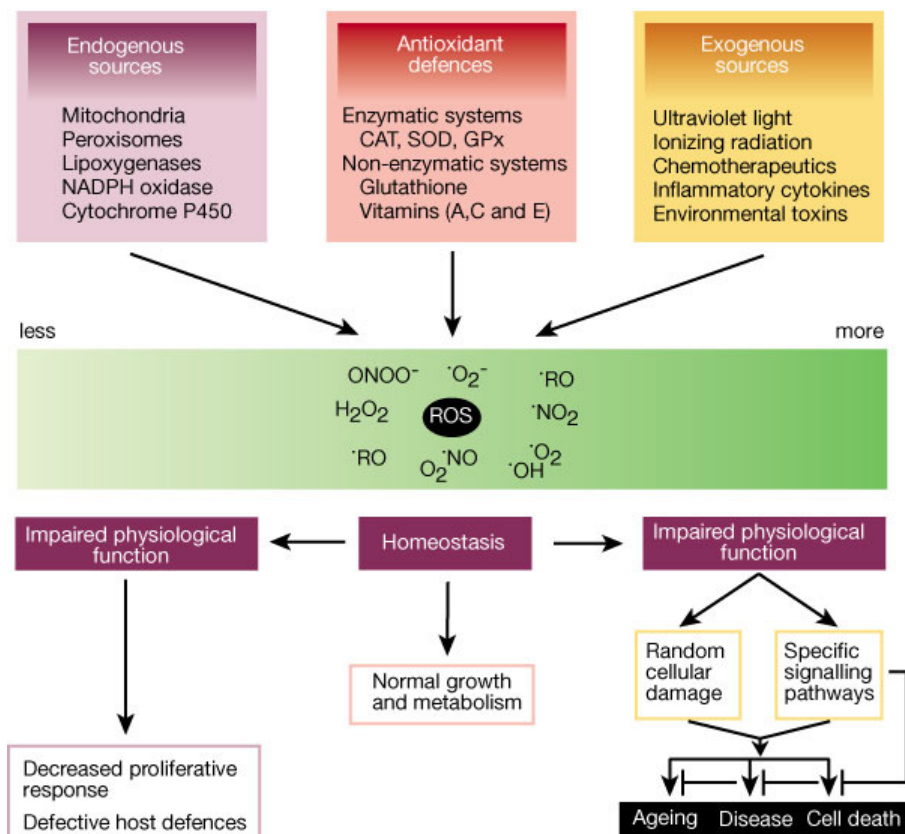 Endogenous
sources
Mitochondria
Peroxisomes
Lipoxygenases
NADPH oxidase
Cytochrome P450
Antioxidant
defences
Enzymatic systems
CAT, SOD, GPx
Non-enzymatic systems
Glutathione
Vitamins (A,C and E)
Exogenous
sources
Ultraviolet light
Ionizing radiation
Chemotherapeutics
Inflammatory cytokines
Environmental toxins
less
more
ONOO⁻
˙O₂⁻
˙RO
H₂O₂
ROS
˙NO₂
˙RO
O₂
˙NO
˙OH
˙O₂
Impaired physiological
function
Homeostasis
Impaired physiological
function
Normal growth
and metabolism
Random
cellular
damage
Specific
signalling
pathways
Decreased proliferative
response
Defective host defences
Ageing
Disease
Cell death